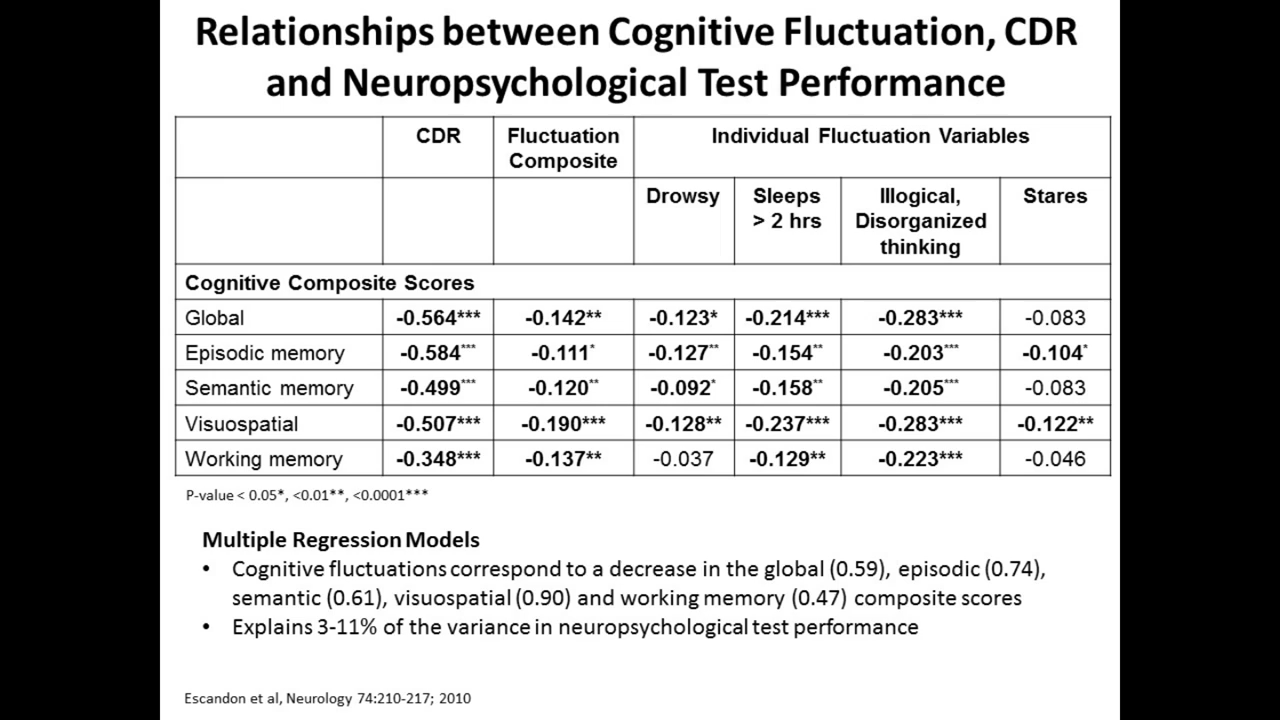 Relationships between Cognitive Fluctuation, CDR
and Neuropsychological Test Performance
CDR Fluctuation Composite Individual Fluctuation Variables
Drowsy Sleeps > 2 hrs Illogical, Disorganized thinking Stares
Cognitive Composite Scores
Global -0.564*** -0.142** -0.123* -0.214*** -0.283*** -0.083
Episodic memory -0.584*** -0.111* -0.127** -0.154** -0.203*** -0.104*
Semantic memory -0.499*** -0.120** -0.092* -0.158** -0.205*** -0.083
Visuospatial -0.507*** -0.190*** -0.128** -0.237*** -0.283*** -0.122**
Working memory -0.348*** -0.137** -0.037 -0.129** -0.223*** -0.046
P-value < 0.05*, <0.01**, <0.0001***
Multiple Regression Models
• Cognitive fluctuations correspond to a decrease in the global (0.59), episodic (0.74),
semantic (0.61), visuospatial (0.90) and working memory (0.47) composite scores
• Explains 3-11% of the variance in neuropsychological test performance
Escandon et al, Neurology 74:210-217; 2010